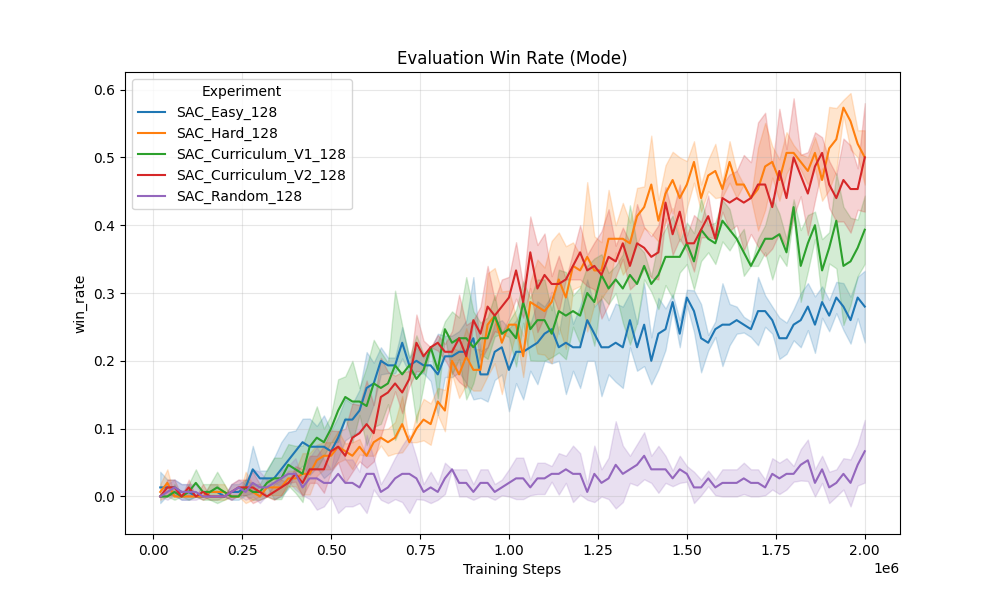 Evaluation Win Rate (Mode)
Experiment
SAC_Easy_128
SAC_Hard_128
SAC_Curriculum_V1_128
SAC_Curriculum_V2_128
SAC_Random_128
win_rate
0.6
0.5
0.4
0.3
0.2
0.1
0.0
0.00 0.25 0.50 0.75 1.00 1.25 1.50 1.75 2.00
1e6
Training Steps